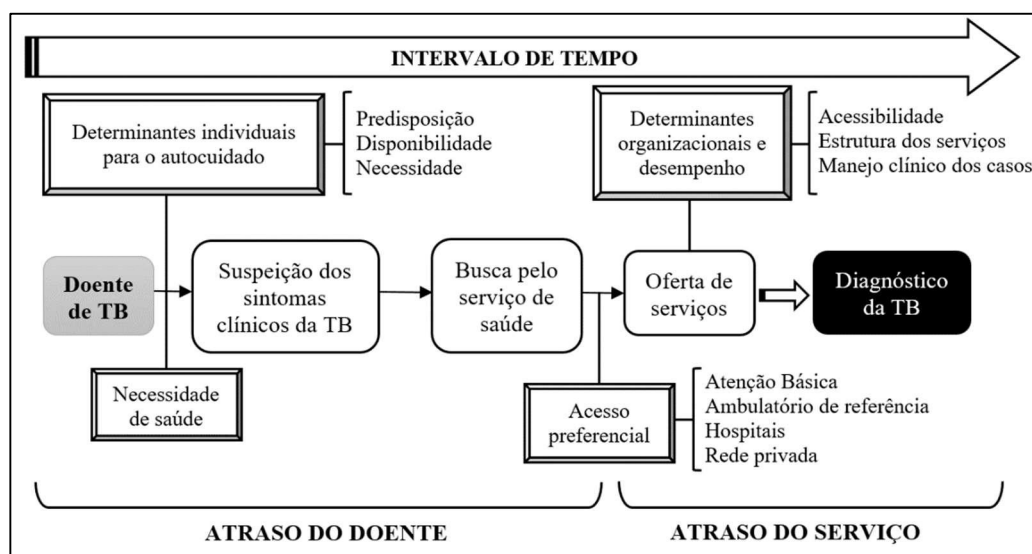 INTERVALO DE TEMPO
Determinantes individuais
para o autocuidado
Predisposição
Disponibilidade
Necessidade
Determinantes
organizacionais e
desempenho
Acessibilidade
Estrutura dos serviços
Manejo clínico dos casos
Doente
de TB
Suspeição dos
sintomas
clínicos da TB
Busca pelo
serviço de
saúde
Oferta de
serviços
Diagnóstico
da TB
Necessidade
de saúde
Acesso
preferencial
Atenção Básica
Ambulatório de referência
Hospitais
Rede privada
ATRASO DO DOENTE
ATRASO DO SERVIÇO